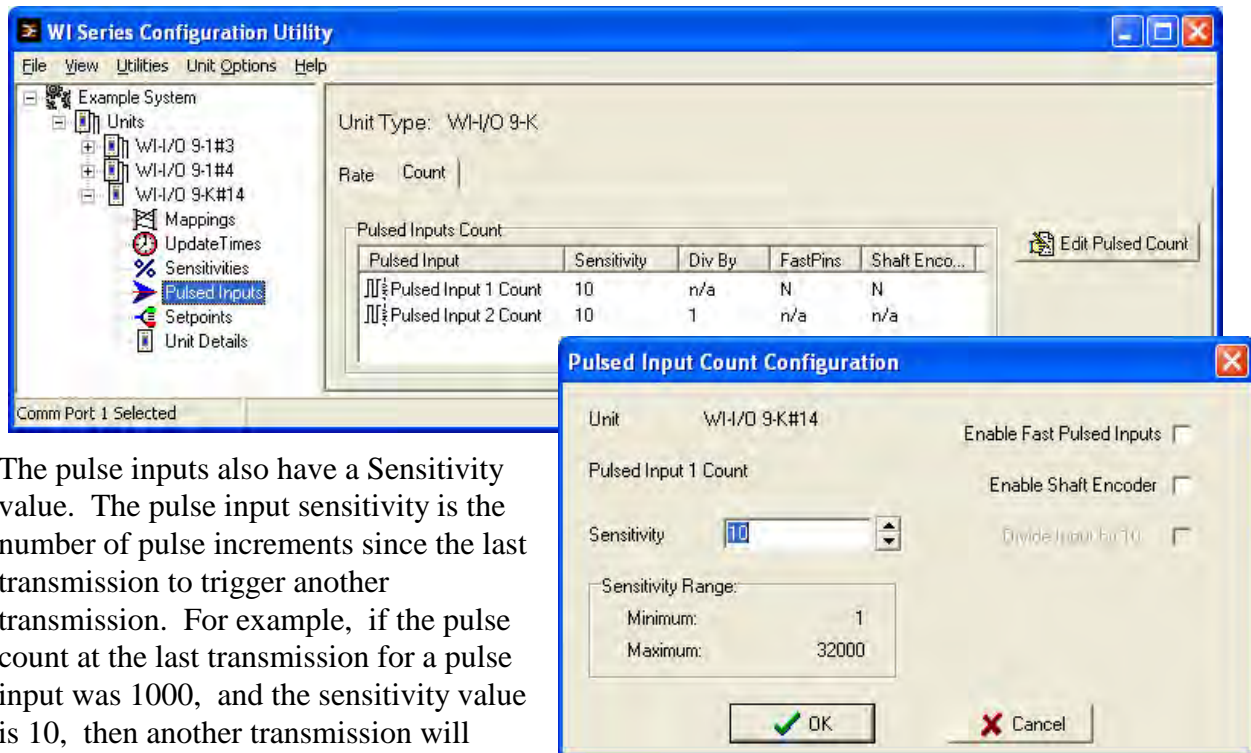 WI Series Configuration Utility
File View Utilities Unit Options Help
Example System
Units
WI-I/O 9-1#3
WI-I/O 9-1#4
WI-I/O 9-K#14
Mappings
UpdateTimes
Sensitivities
Pulsed Inputs
Setpoints
Unit Details
Unit Type: WI-I/O 9-K
Rate Count
Pulsed Inputs Count
Pulsed Input Sensitivity Div By FastPins Shaft Enco...
Pulsed Input 1 Count 10 n/a N N
Pulsed Input 2 Count 10 1 n/a n/a
Edit Pulsed Count
Comm Port 1 Selected
Pulsed Input Count Configuration
Unit WI-I/O 9-K#14
Enable Fast Pulsed Inputs
Pulsed Input 1 Count
Enable Shaft Encoder
Sensitivity 10
Divide Input by 10
Sensitivity Range:
Minimum: 1
Maximum: 32000
OK Cancel
The pulse inputs also have a Sensitivity
value. The pulse input sensitivity is the
number of pulse increments since the last
transmission to trigger another
transmission. For example, if the pulse
count at the last transmission for a pulse
input was 1000, and the sensitivity value
is 10, then another transmission will